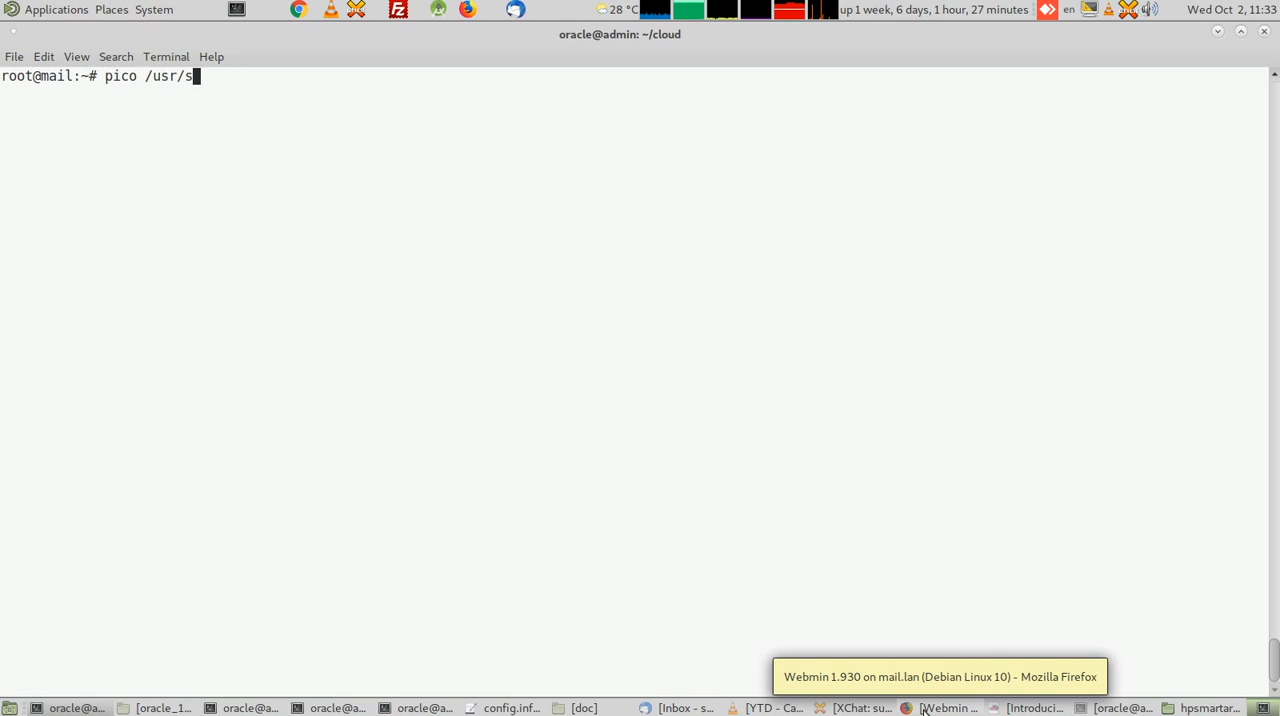 Applications Places System 28 °C up 1 week, 6 days, 1 hour, 27 minutes en Wed Oct 2, 11:33
oracle@admin: ~/cloud
File Edit View Search Terminal Help
root@mail:~# pico /usr/s
Webmin 1.930 on mail.lan (Debian Linux 10) - Mozilla Firefox
oracle@a... [oracle_1... oracle@a... oracle@a... oracle@a... config.inf... [doc] [Inbox - s... [YTD - Ca... [XChat: su... [Webmin ... [Introduci... [oracle@a... hpsmartar...